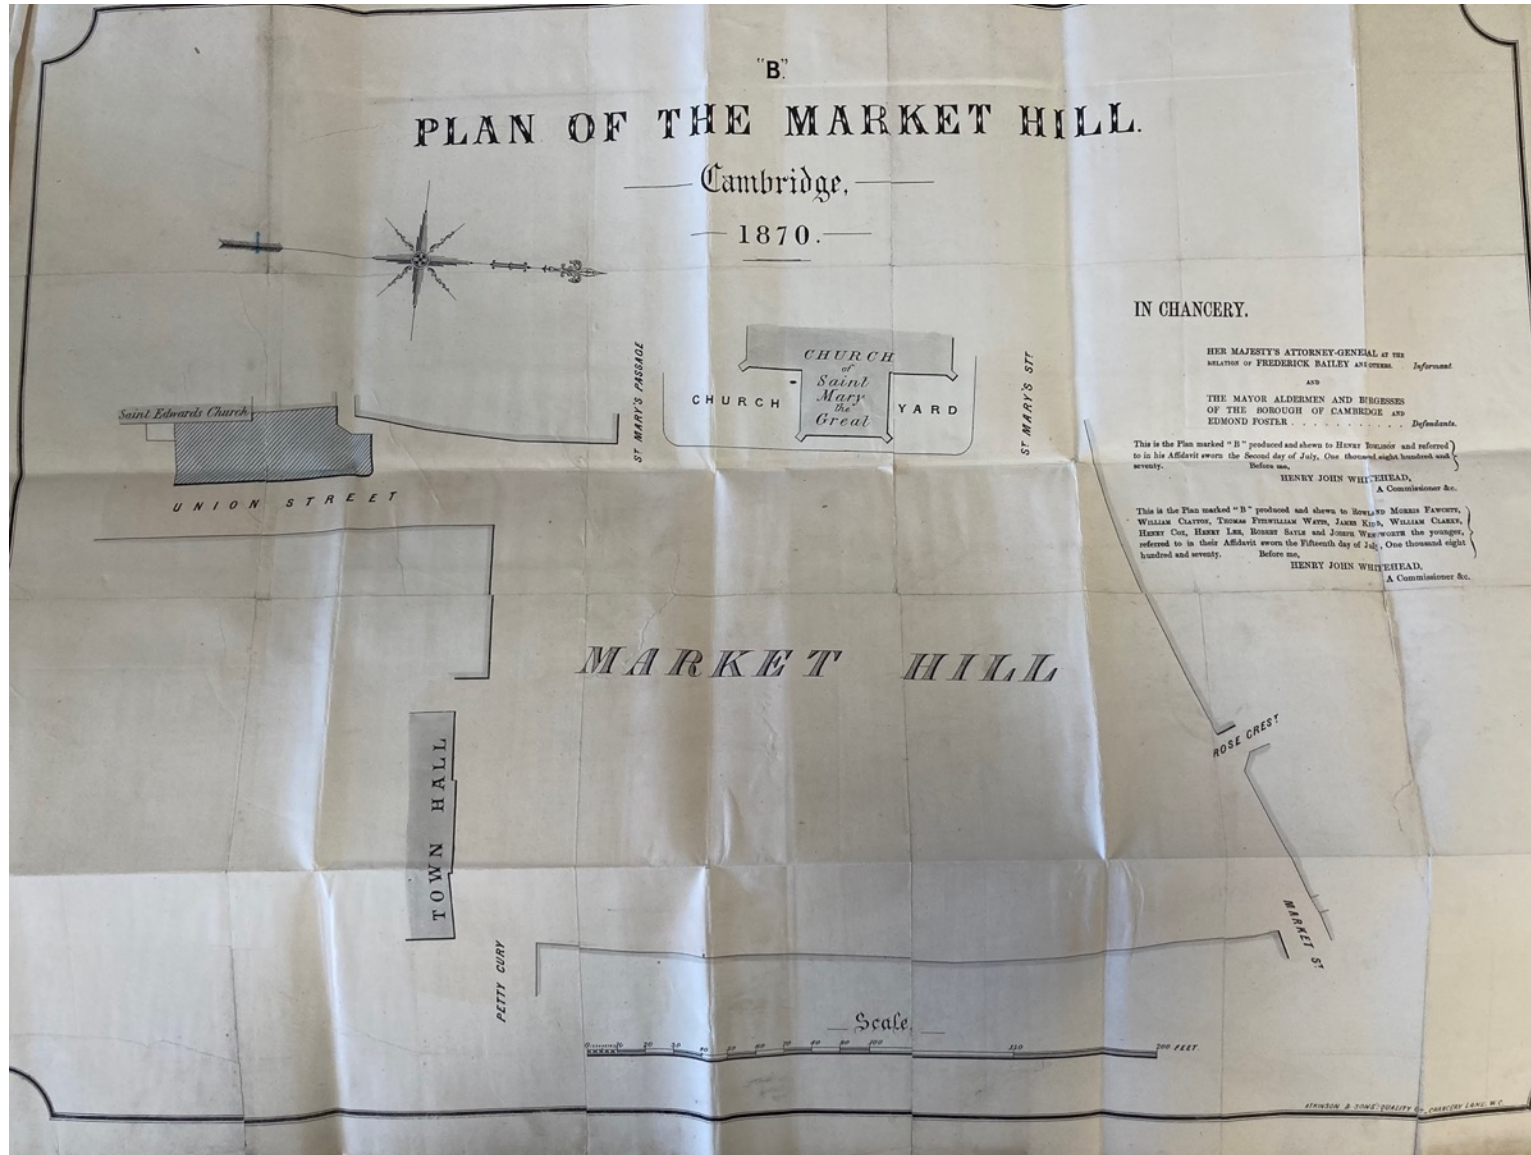 "B".
PLAN OF THE MARKET HILL.
Cambridge,
1870.
IN CHANCERY.
HER MAJESTY'S ATTORNEY-GENERAL AT THE
RELATION OF FREDERICK BAILEY AND OTHERS. Informant.
AND
THE MAYOR ALDERMEN AND BURGESSES
OF THE BOROUGH OF CAMBRIDGE AND
EDMOND FOSTER . . . . . . . . . . . Defendants.
This is the Plan marked "B" produced and shewn to HENRY TOMLINSON and referred
to in his Affidavit sworn the Second day of July, One thousand eight hundred and
seventy. Before me,
HENRY JOHN WHITEHEAD,
A Commissioner &c.
This is the Plan marked "B" produced and shewn to ROWLAND MORRIS FAWCETT,
WILLIAM CLAYTON, THOMAS FITZWILLIAM WATTS, JAMES KIDD, WILLIAM CLARKE,
HENRY COX, HENRY LEE, ROBERT SAYLE and JOSEPH WENTWORTH the younger,
referred to in their Affidavit sworn the Fifteenth day of July, One thousand eight
hundred and seventy. Before me,
HENRY JOHN WHITEHEAD,
A Commissioner &c.
ST MARY'S PASSAGE
CHURCH
of
Saint
Mary
the
Great
CHURCH YARD
ST MARY'S STT
Saint Edwards Church
UNION STREET
MARKET HILL
ROSE CREST
TOWN HALL
MARKET ST
PETTY CURY
Scale.
0 10 20 30 40 50 60 70 80 90 100 150 200 FEET.
ATKINSON & SONS, QUALITY CT, CHANCERY LANE, W.C.